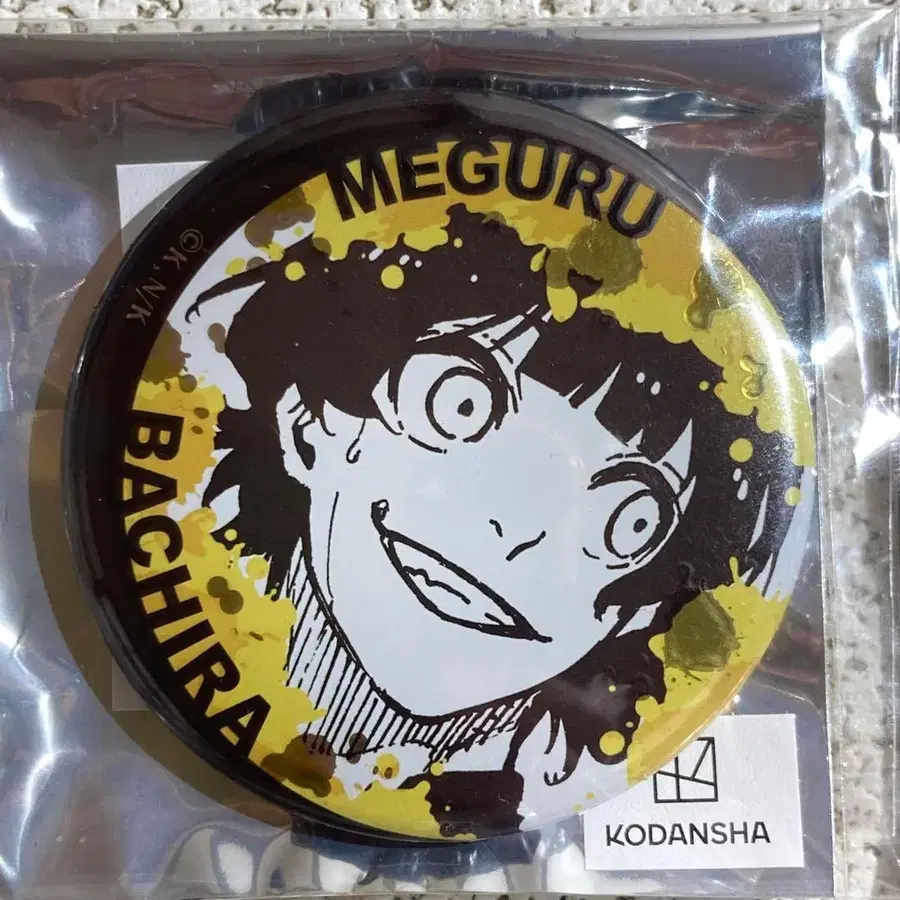 MEGURU
BACHIRA
©K, N/K
KODANSHA